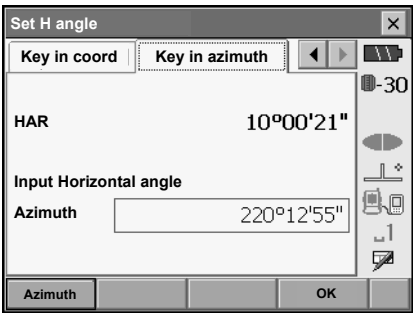 Set H angle
Key in coord Key in azimuth
-30
HAR 10°00'21"
Input Horizontal angle
Azimuth 220°12'55"
1
Azimuth OK